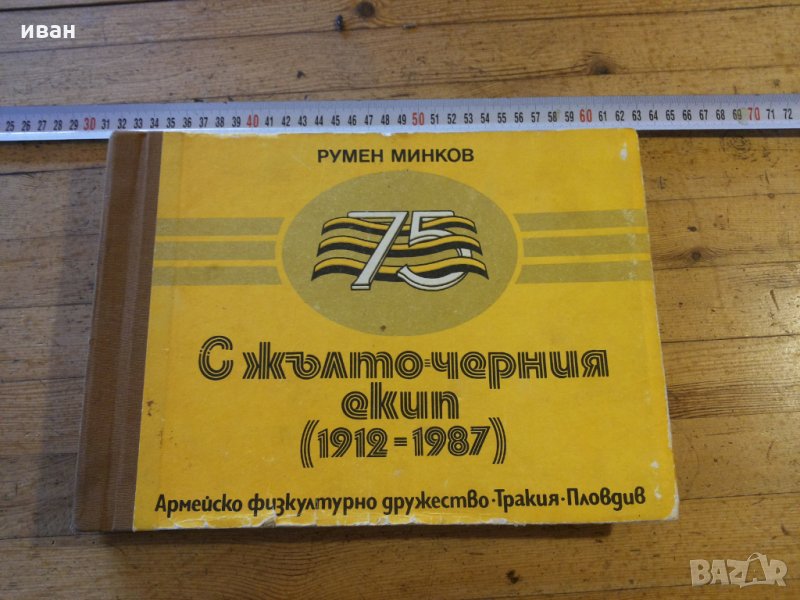 иван
25 26 27 28 29 30 31 32 33 34 35 36 37 38 39 40 41 42 43 44 45 46 47 48 49 50 51 52 53 54 55 56 57 58 59 60 61 62 63 64 65 66 67 68 69 70 71 72
РУМЕН МИНКОВ
75
С жълто-черния
екип
(1912-1987)
Армейско физкултурно дружество·Тракия·Пловдив
BAZAR